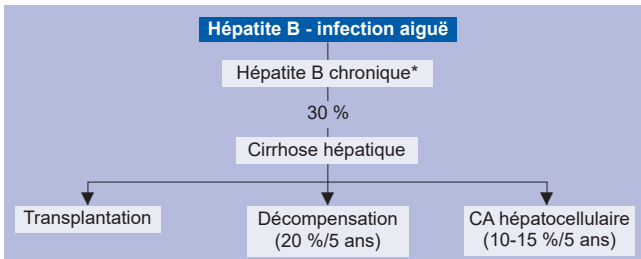 Hépatite B - infection aiguë
Hépatite B chronique*
30 %
Cirrhose hépatique
Transplantation
Décompensation
(20 %/5 ans)
CA hépatocellulaire
(10-15 %/5 ans)